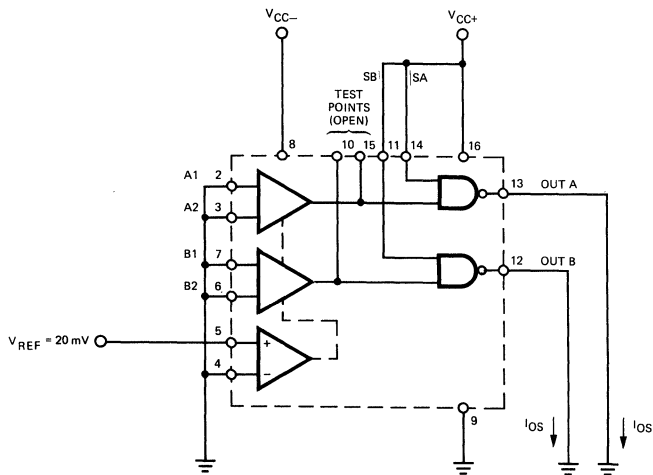 VCC−
VCC+
SB
SA
TEST
POINTS
(OPEN)
8
10
15
11
14
16
A1
2
A2
3
13
OUT A
B1
7
B2
6
12
OUT B
VREF = 20 mV
5
+
4
−
9
IOS
IOS